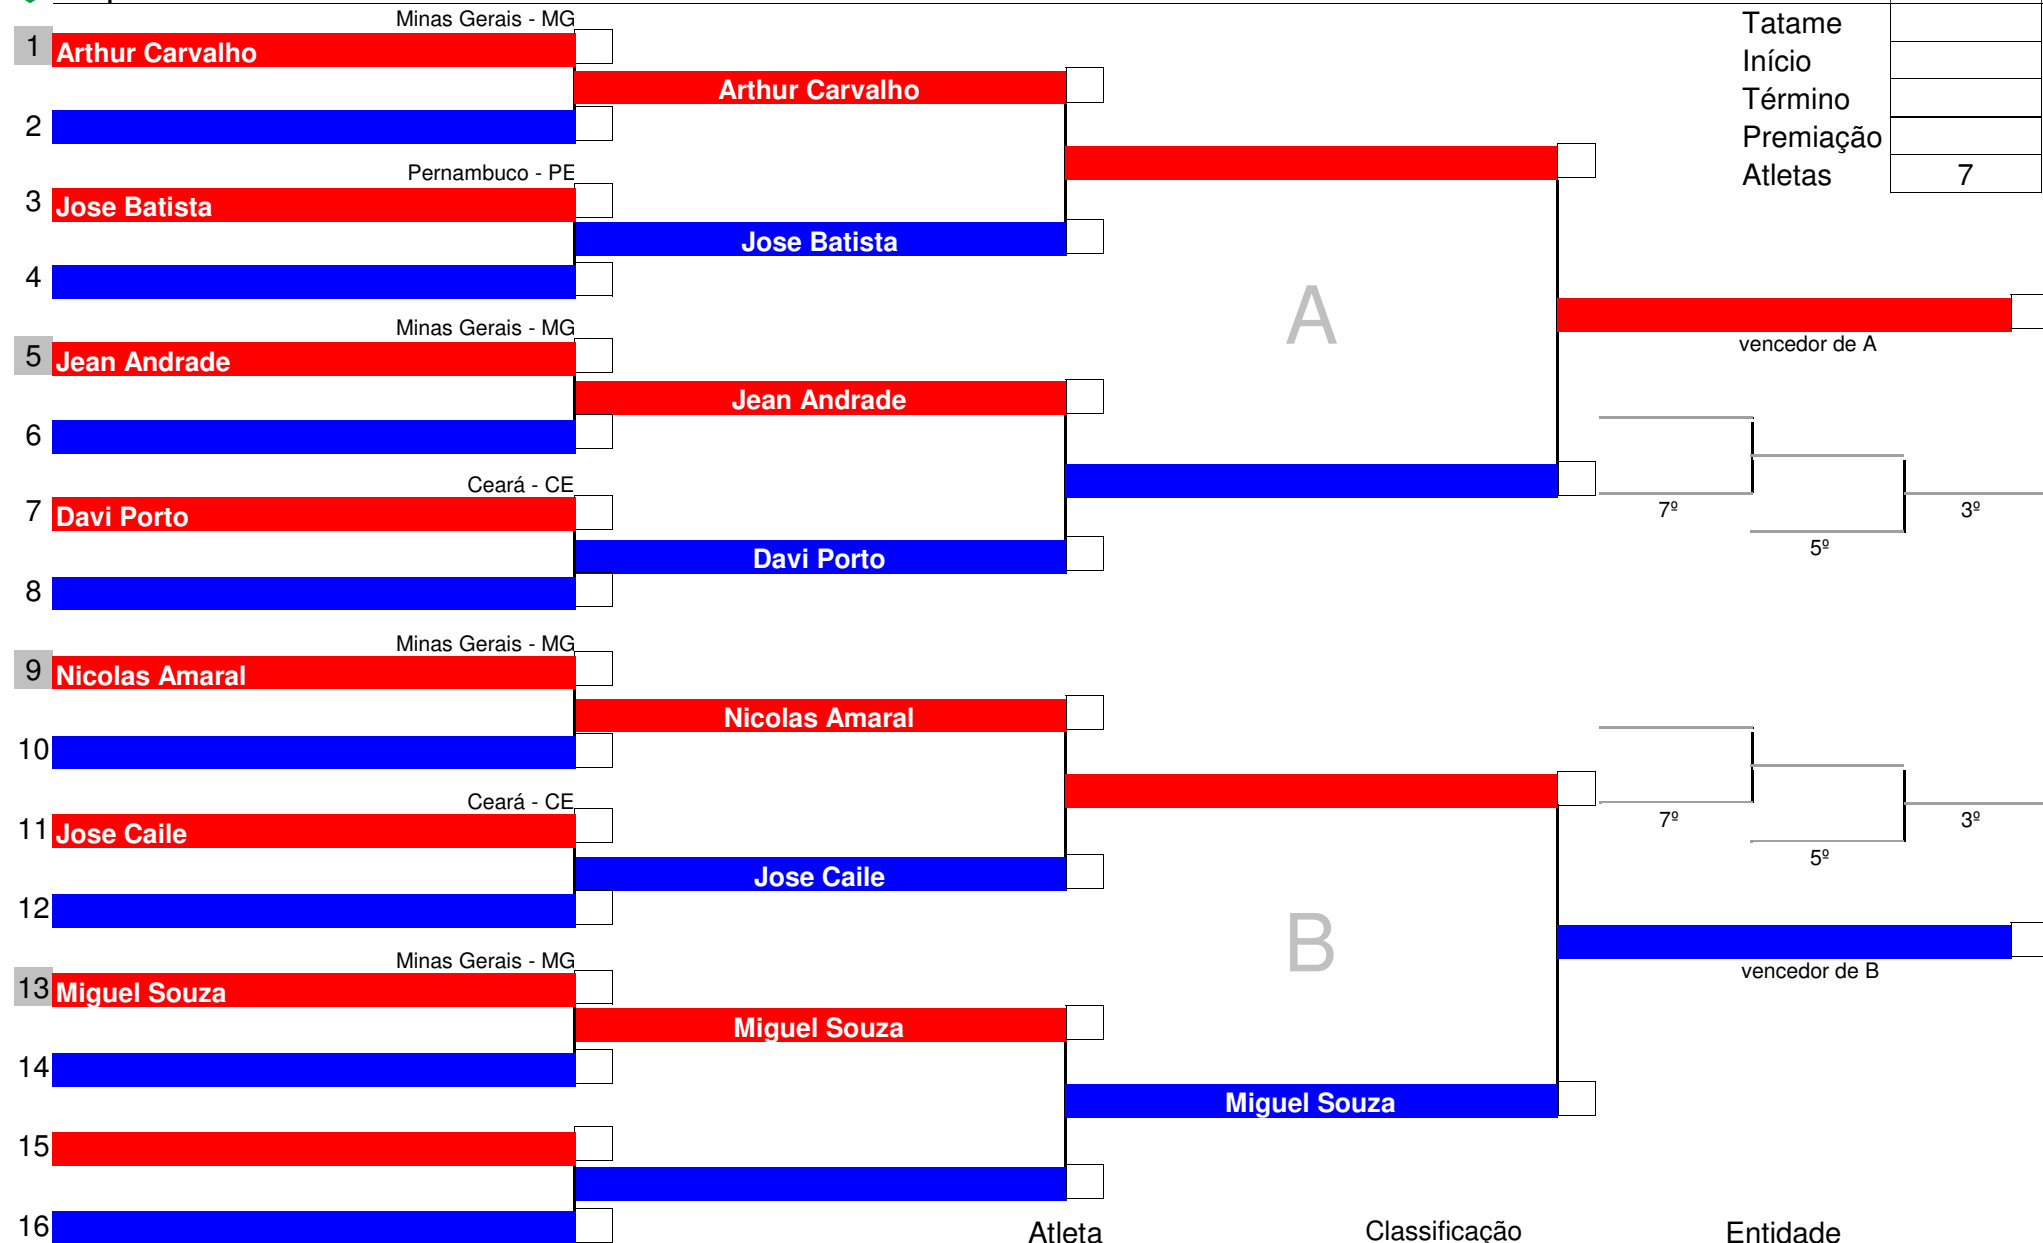 Minas Gerais - MG
Tatame
1 Arthur Carvalho
Início
Arthur Carvalho
Término
2
Premiação
Pernambuco - PE
Atletas 7
3 Jose Batista
Jose Batista
4
A
Minas Gerais - MG
vencedor de A
5 Jean Andrade
Jean Andrade
6
Ceará - CE
7 Davi Porto
7º 3º
5º
Davi Porto
8
Minas Gerais - MG
9 Nicolas Amaral
Nicolas Amaral
10
Ceará - CE
11 Jose Caile
7º 3º
5º
Jose Caile
12
B
Minas Gerais - MG
vencedor de B
13 Miguel Souza
Miguel Souza
14
Miguel Souza
15
16
Atleta Classificação Entidade